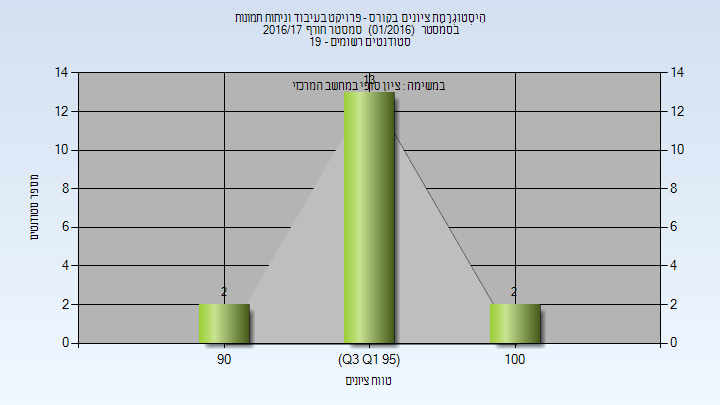 היסטוגרמת ציונים בקורס - פרויקט בעיבוד וניתוח תמונות
בסמסטר (01/2016) סמסטר חורף 2016/17
סטודנטים רשומים - 19
במשימה : ציון סופי במחשב המרכזי
מספר סטודנטים
14 14
12 12
10 10
8 8
6 6
4 4
2 2
0 0
13
2
2
90
(Q3 Q1 95)
100
טווח ציונים